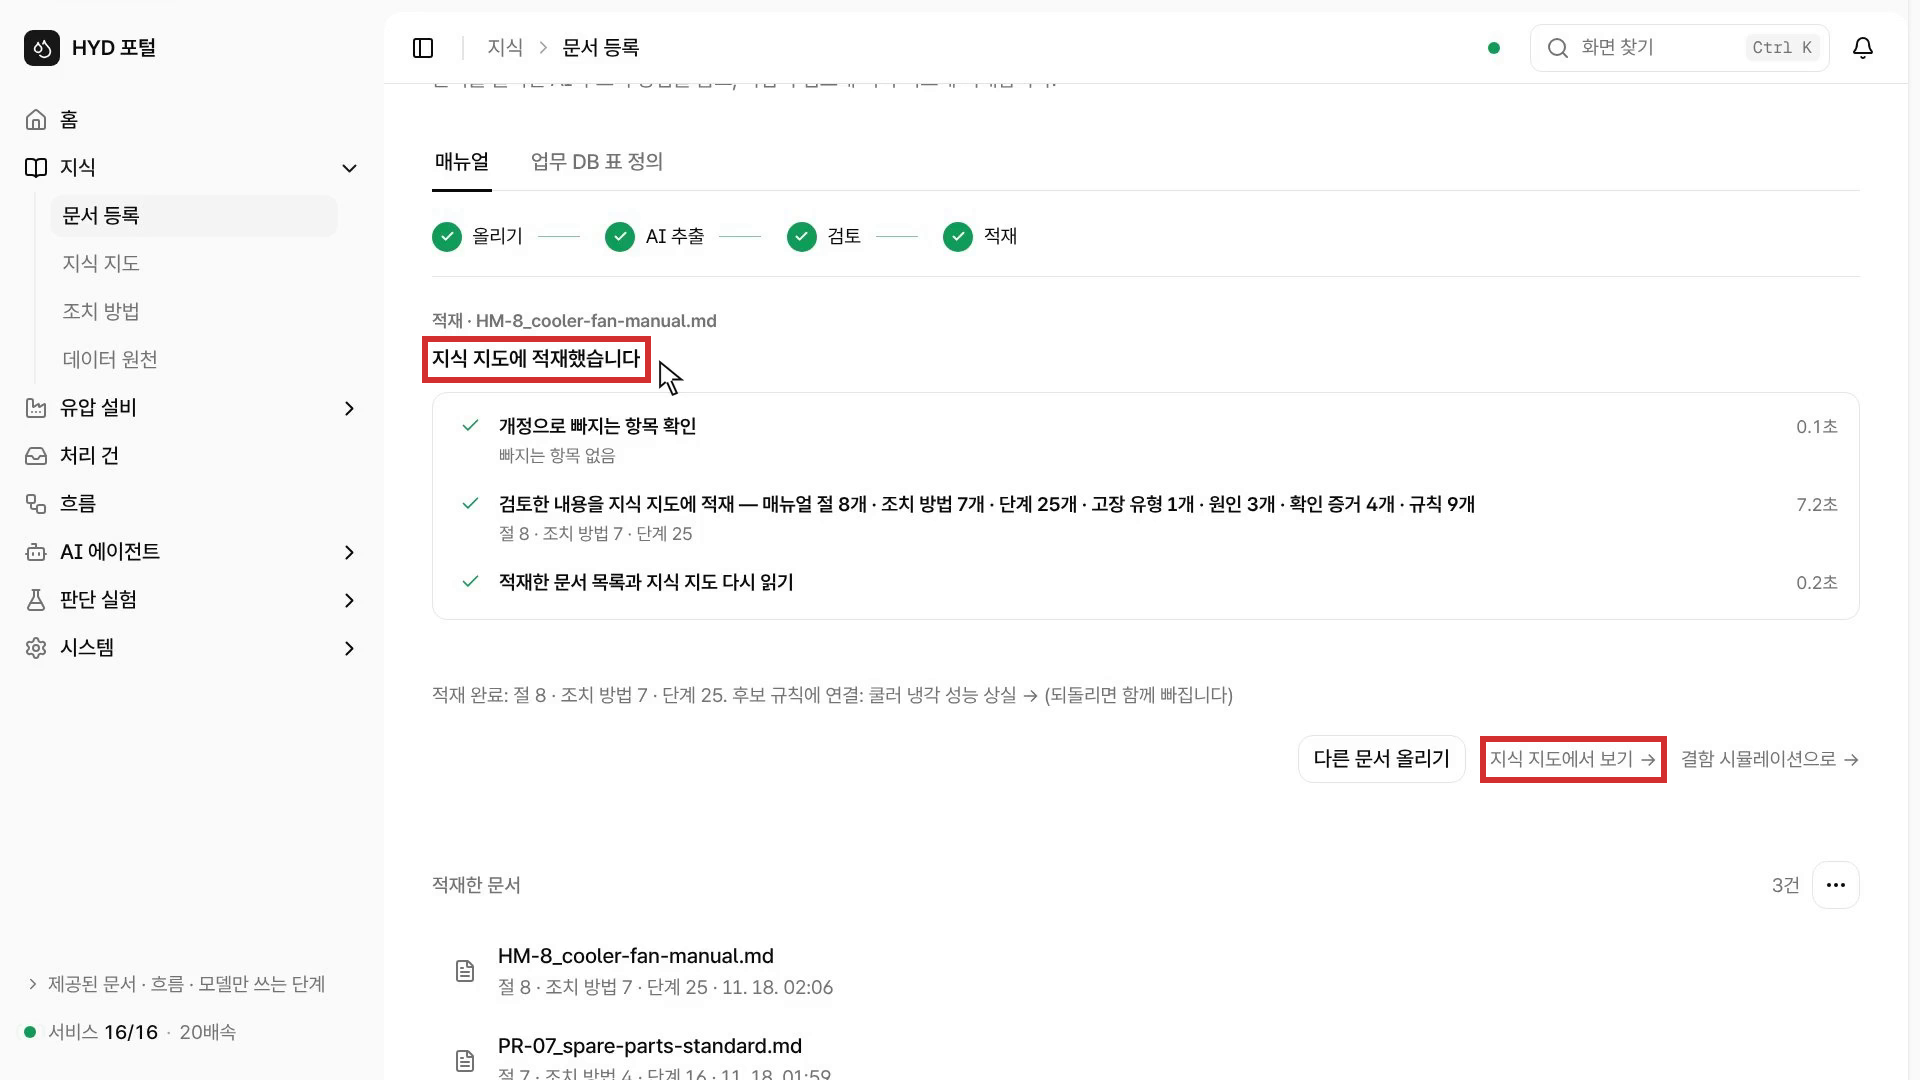 HYD 포털
홈
지식
문서 등록
지식 지도
조치 방법
데이터 원천
유압 설비
처리 건
흐름
AI 에이전트
판단 실험
시스템
제공된 문서 · 흐름 · 모델만 쓰는 단계
서비스 16/16 · 20배속
지식 > 문서 등록
화면 찾기 Ctrl K
매뉴얼 업무 DB 표 정의
올리기 AI 추출 검토 적재
적재 · HM-8_cooler-fan-manual.md
지식 지도에 적재했습니다
개정으로 빠지는 항목 확인 0.1초
빠지는 항목 없음
검토한 내용을 지식 지도에 적재 — 매뉴얼 절 8개 · 조치 방법 7개 · 단계 25개 · 고장 유형 1개 · 원인 3개 · 확인 증거 4개 · 규칙 9개 7.2초
절 8 · 조치 방법 7 · 단계 25
적재한 문서 목록과 지식 지도 다시 읽기 0.2초
적재 완료: 절 8 · 조치 방법 7 · 단계 25. 후보 규칙에 연결: 쿨러 냉각 성능 상실 → (되돌리면 함께 빠집니다)
다른 문서 올리기 지식 지도에서 보기 → 결함 시뮬레이션으로 →
적재한 문서 3건
HM-8_cooler-fan-manual.md
절 8 · 조치 방법 7 · 단계 25 · 11. 18. 02:06
PR-07_spare-parts-standard.md
절 7 · 조치 방법 4 · 단계 16 · 11. 18. 01:59